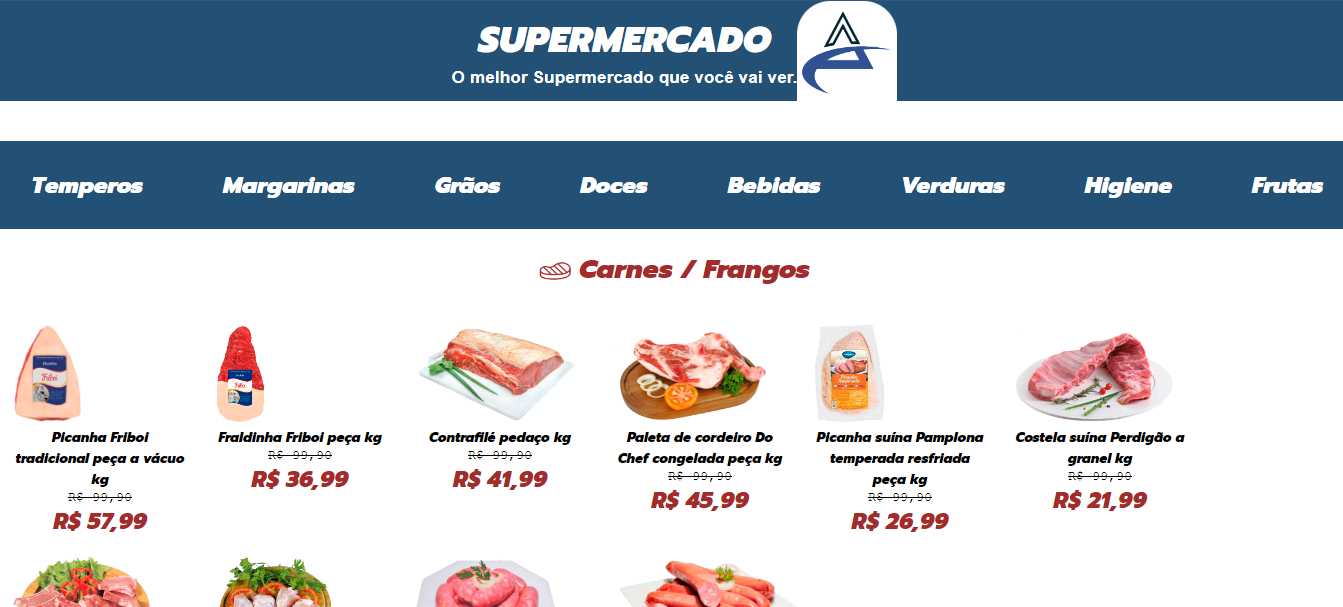 SUPERMERCADO
O melhor Supermercado que você vai ver.
Temperos
Margarinas
Grãos
Doces
Bebidas
Verduras
Higiene
Frutas
Carnes / Frangos
Friboi
Picanha Friboi
tradicional peça a vácuo
kg
R$ 99,90
R$ 57,99
Fraldinha Friboi peça kg
R$ 99,90
R$ 36,99
Contrafilé pedaço kg
R$ 99,90
R$ 41,99
Paleta de cordeiro Do
Chef congelada peça kg
R$ 99,90
R$ 45,99
Picanha suína Pamplona
temperada resfriada
peça kg
R$ 99,90
R$ 26,99
Costela suína Perdigão a
granel kg
R$ 99,90
R$ 21,99